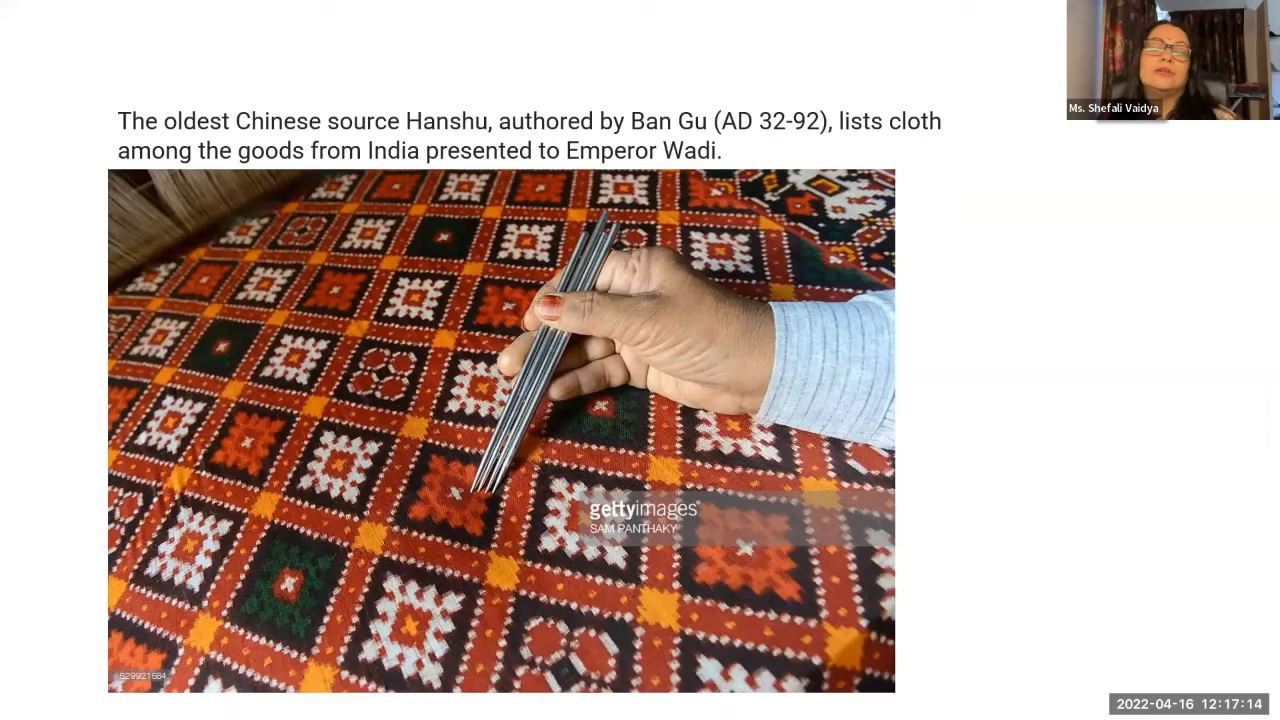 Ms. Shefali Vaidya
The oldest Chinese source Hanshu, authored by Ban Gu (AD 32-92), lists cloth
among the goods from India presented to Emperor Wadi.
gettyimages®
SAM PANTHAKY
629921684
2022-04-16 12:17:14